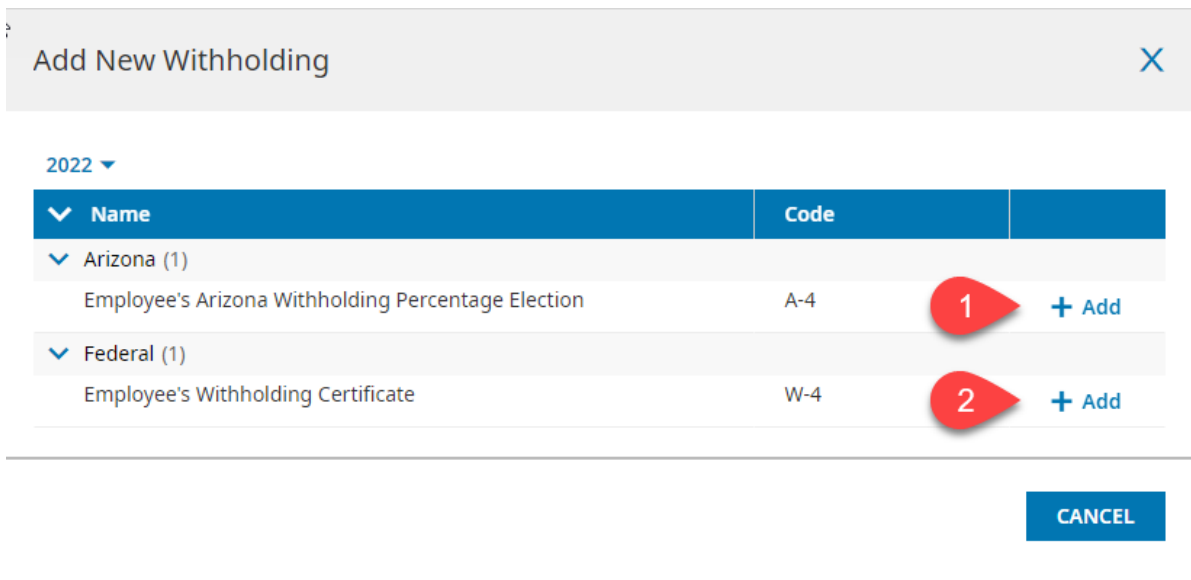 Add New Withholding X
2022
Name Code
Arizona (1)
Employee's Arizona Withholding Percentage Election A-4 1 + Add
Federal (1)
Employee's Withholding Certificate W-4 2 + Add
CANCEL